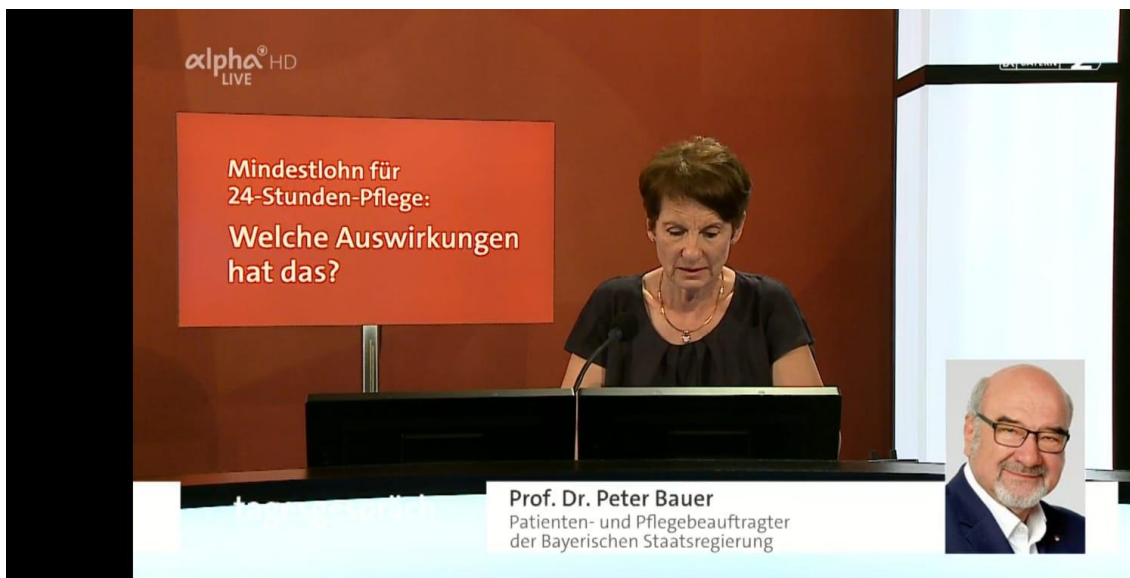 alpha HD
LIVE
Mindestlohn für
24-Stunden-Pflege:
Welche Auswirkungen
hat das?
tagesgespräch
Prof. Dr. Peter Bauer
Patienten- und Pflegebeauftragter
der Bayerischen Staatsregierung